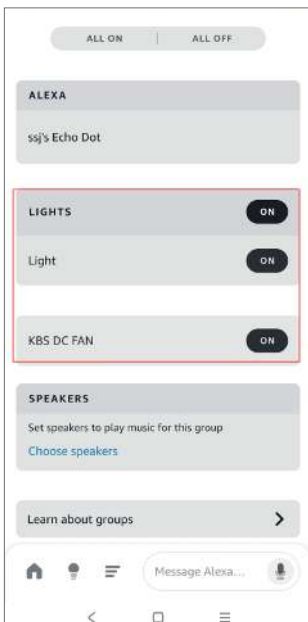 ALL ON | ALL OFF
ALEXA
ssj's Echo Dot
LIGHTS ON
Light ON
KBS DC FAN ON
SPEAKERS
Set speakers to play music for this group
Choose speakers
Learn about groups
Message Alexa...